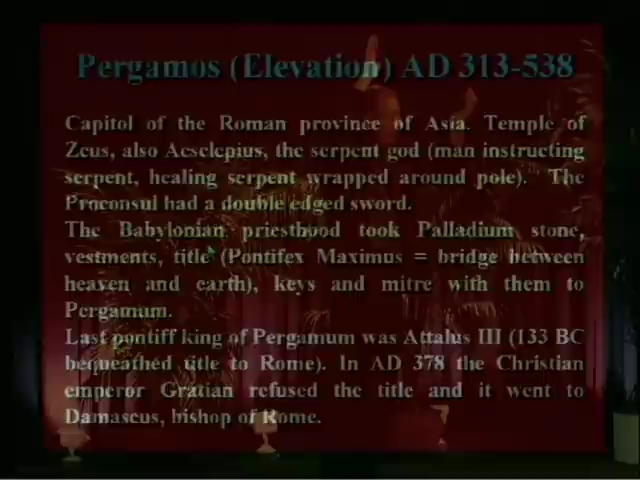 Pergamos (Elevation) AD 313-538
Capitol of the Roman province of Asia. Temple of
Zeus, also Aeselepius, the serpent god (man instructing
serpent, healing serpent wrapped around pole). The
Proconsul had a double edged sword.
The Babylonian priesthood took Palladium stone,
vestments, title (Pontifex Maximus = bridge between
heaven and earth), keys and mitre with them to
Pergamum.
Last pontiff king of Pergamum was Attalus III (133 BC
bequeathed title to Rome). In AD 378 the Christian
emperor Gratian refused the title and it went to
Damascus, bishop of Rome.